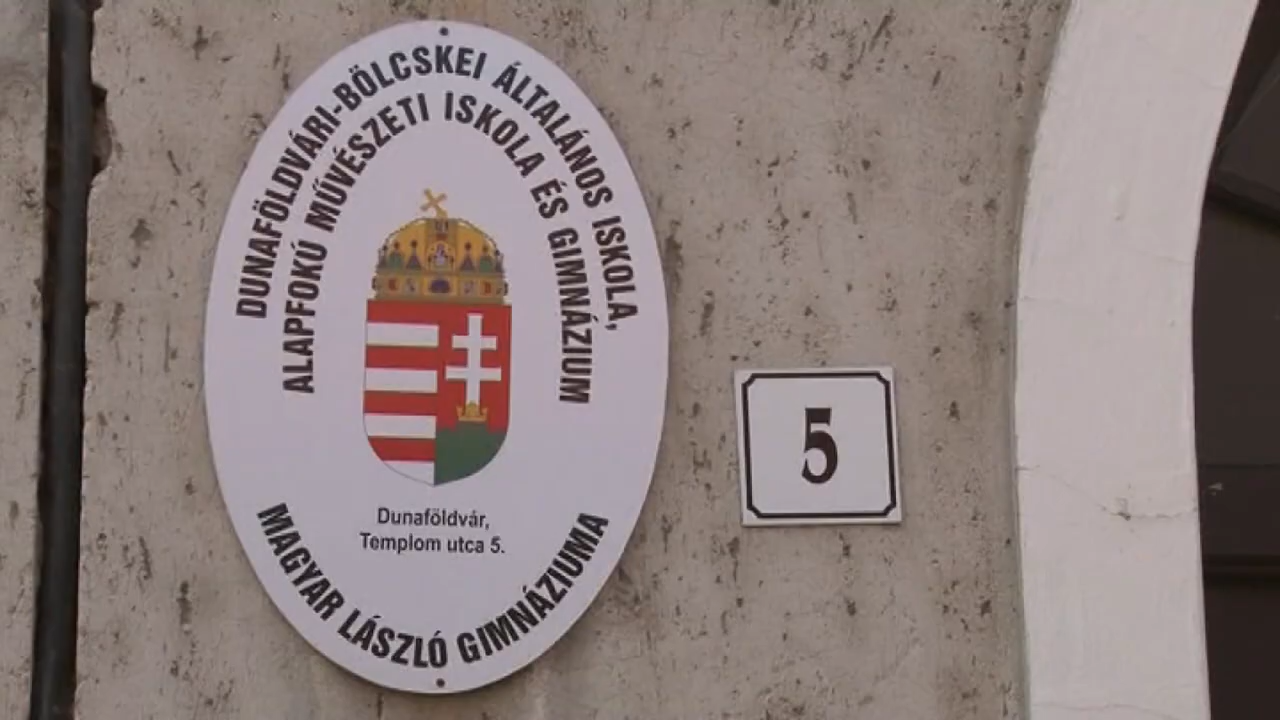 DUNAFÖLDVÁRI-BÖLCSKEI ÁLTALÁNOS ISKOLA,
ALAPFOKÚ MŰVÉSZETI ISKOLA ÉS GIMNÁZIUM
Dunaföldvár,
Templom utca 5.
MAGYAR LÁSZLÓ GIMNÁZIUMA
5